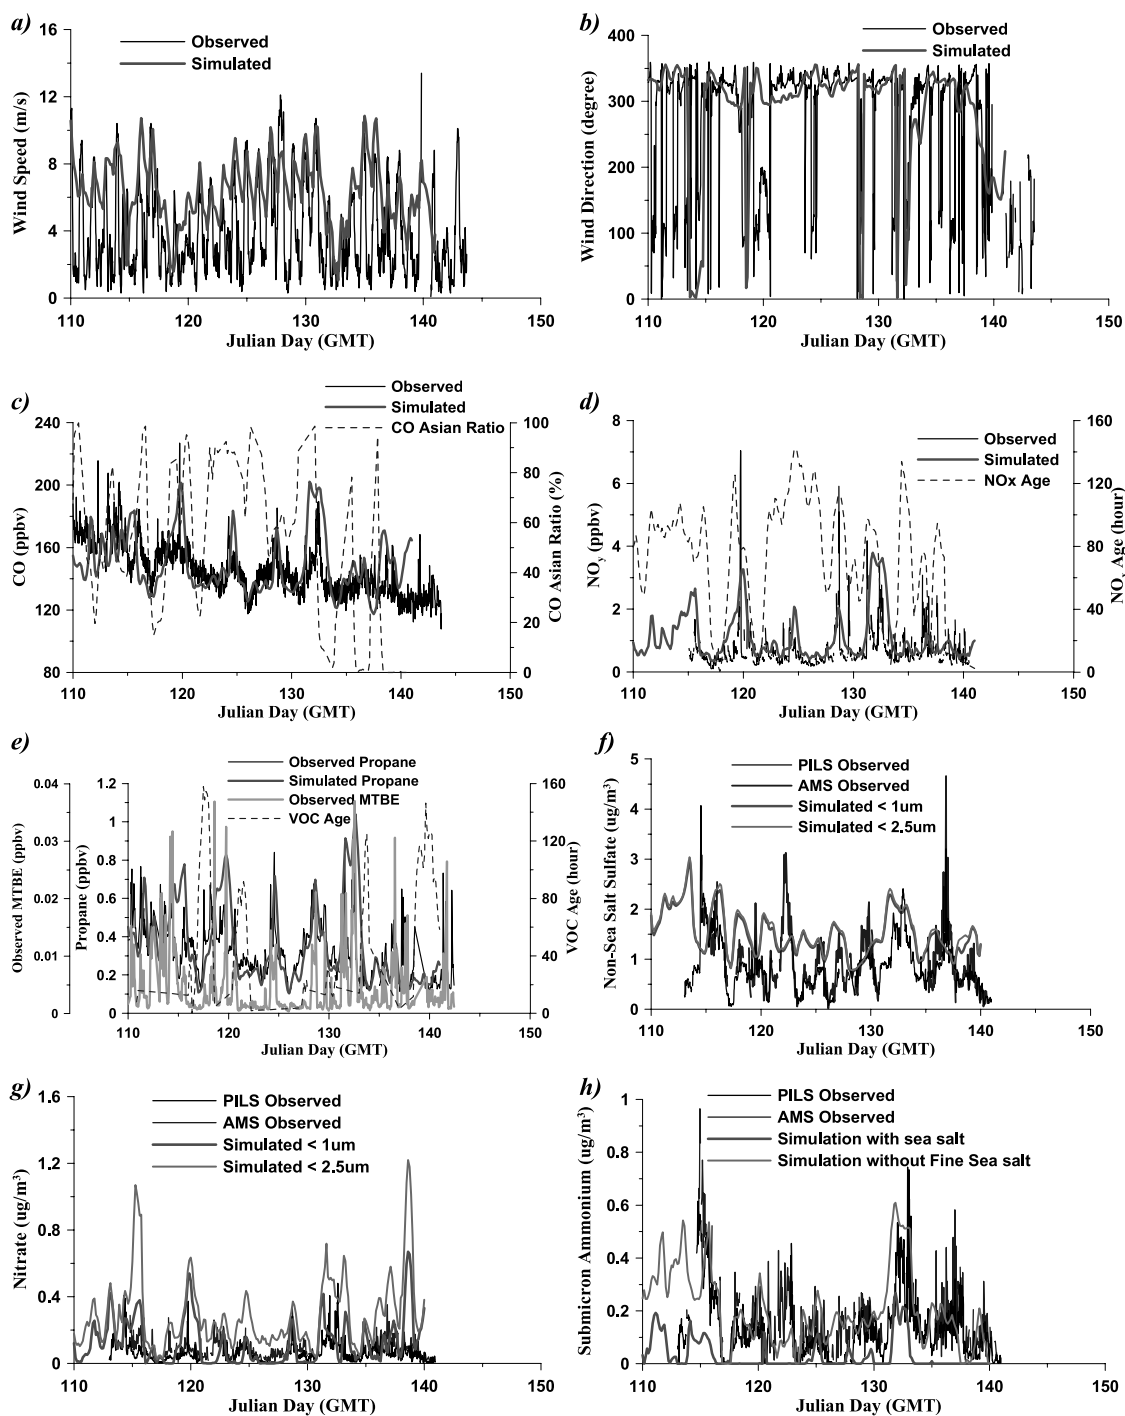 a)
Observed
Simulated
16
12
8
4
0
Wind Speed (m/s)
110 120 130 140 150
Julian Day (GMT)
b)
Observed
Simulated
400
300
200
100
0
Wind Direction (degree)
110 120 130 140 150
Julian Day (GMT)
c)
Observed
Simulated
CO Asian Ratio
240
200
160
120
80
CO (ppbv)
100
80
60
40
20
0
CO Asian Ratio (%)
110 120 130 140 150
Julian Day (GMT)
d)
Observed
Simulated
NOx Age
8
6
4
2
0
NOy (ppbv)
160
120
80
40
0
NOx Age (hour)
110 120 130 140 150
Julian Day (GMT)
e)
Observed Propane
Simulated Propane
Observed MTBE
VOC Age
0.04
0.03
0.02
0.01
0
Observed MTBE (ppbv)
1.2
1
0.8
0.6
0.4
0.2
0
Propane (ppbv)
160
120
80
40
0
VOC Age (hour)
110 120 130 140 150
Julian Day (GMT)
f)
PILS Observed
AMS Observed
Simulated < 1um
Simulated < 2.5um
5
4
3
2
1
0
Non-Sea Salt Sulfate (ug/m³)
110 120 130 140 150
Julian Day (GMT)
g)
PILS Observed
AMS Observed
Simulated < 1um
Simulated < 2.5um
1.6
1.2
0.8
0.4
0
Nitrate (ug/m³)
110 120 130 140 150
Julian Day (GMT)
h)
PILS Observed
AMS Observed
Simulation with sea salt
Simulation without Fine Sea salt
1
0.8
0.6
0.4
0.2
0
Submicron Ammonium (ug/m³)
110 120 130 140 150
Julian Day (GMT)